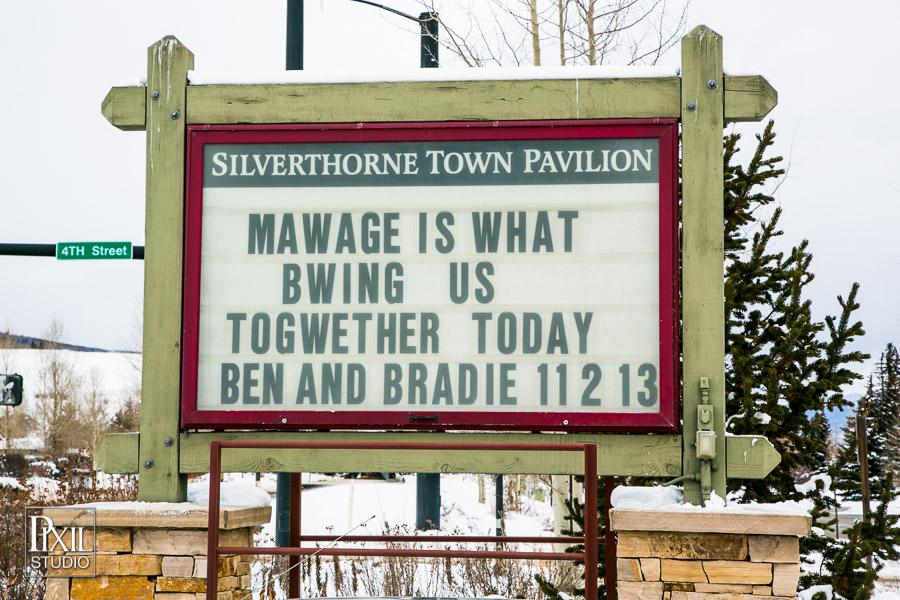 SILVERTHORNE TOWN PAVILION
MAWAGE IS WHAT
BWING US
TOGWETHER TODAY
BEN AND BRADIE 11 2 13
4TH Street
PIXIL
STUDIO